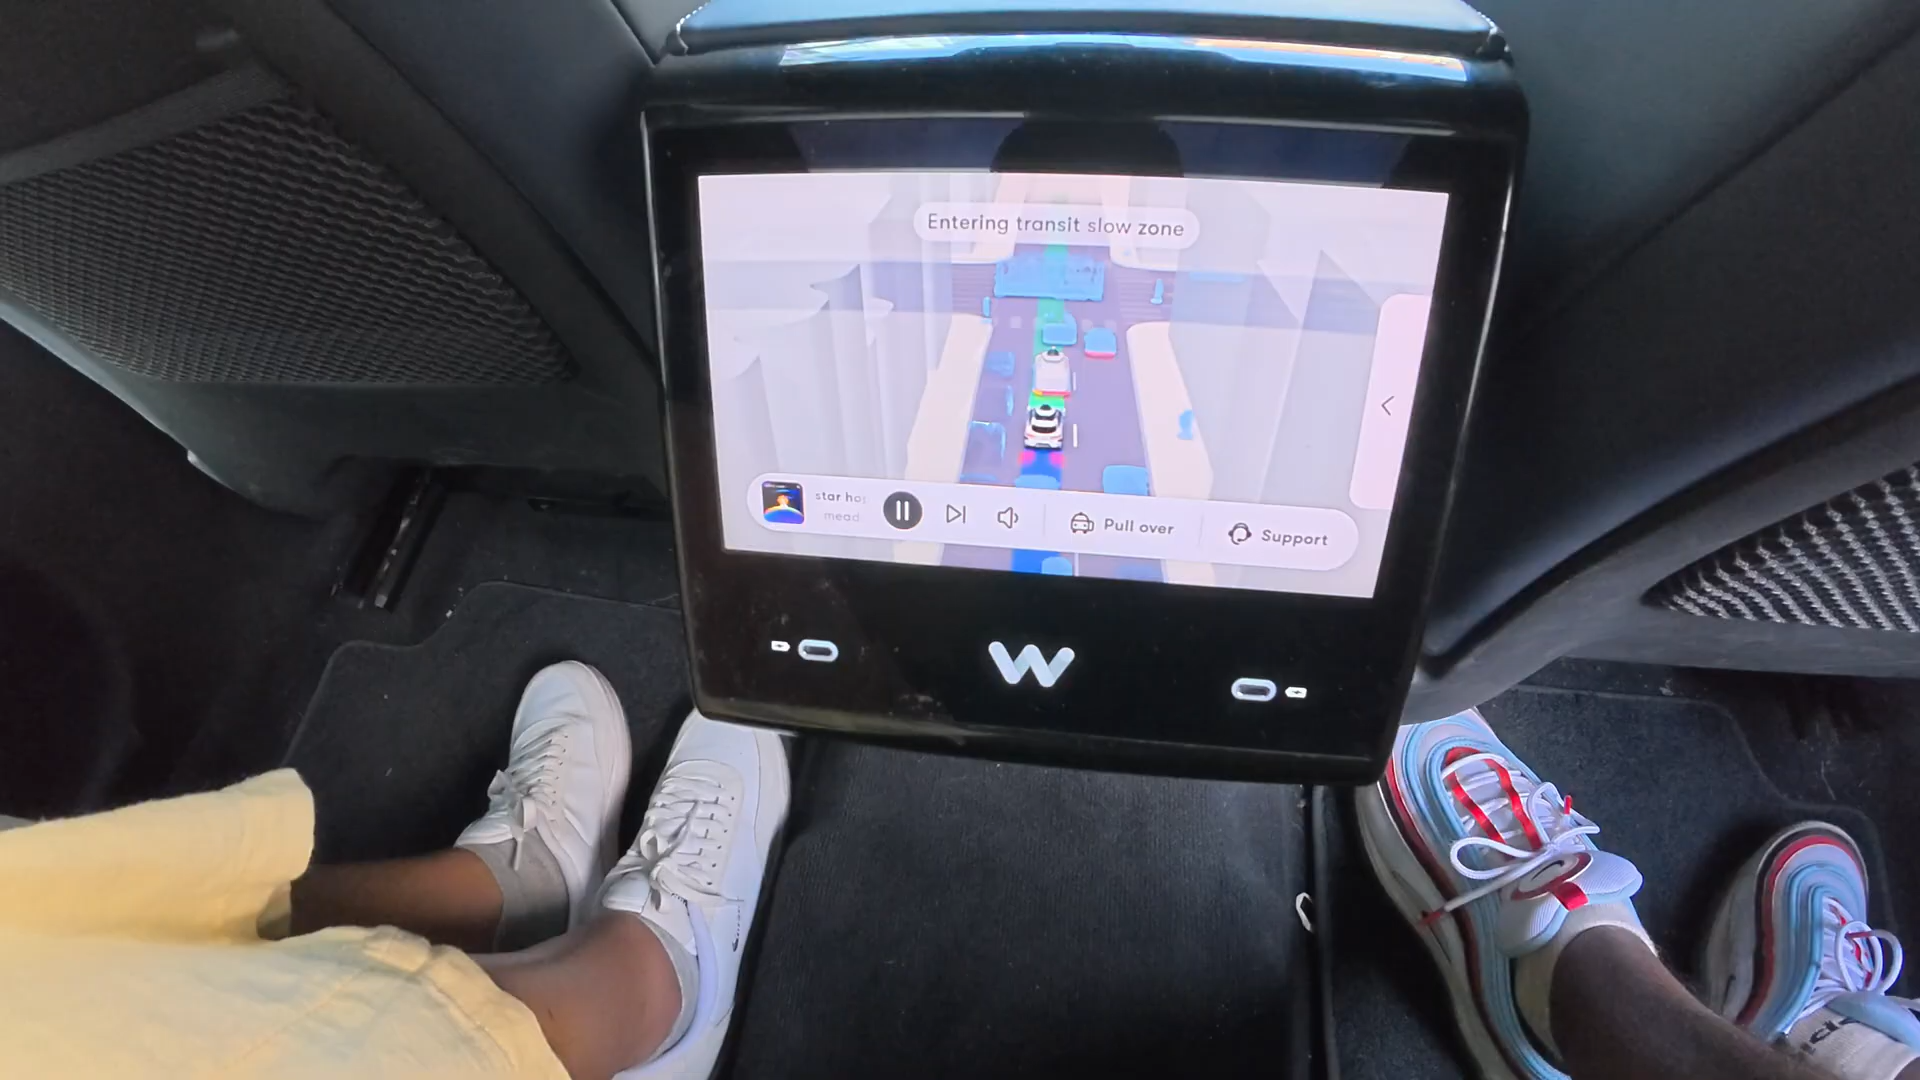 Entering transit slow zone
star ho
mead
Pull over
Support